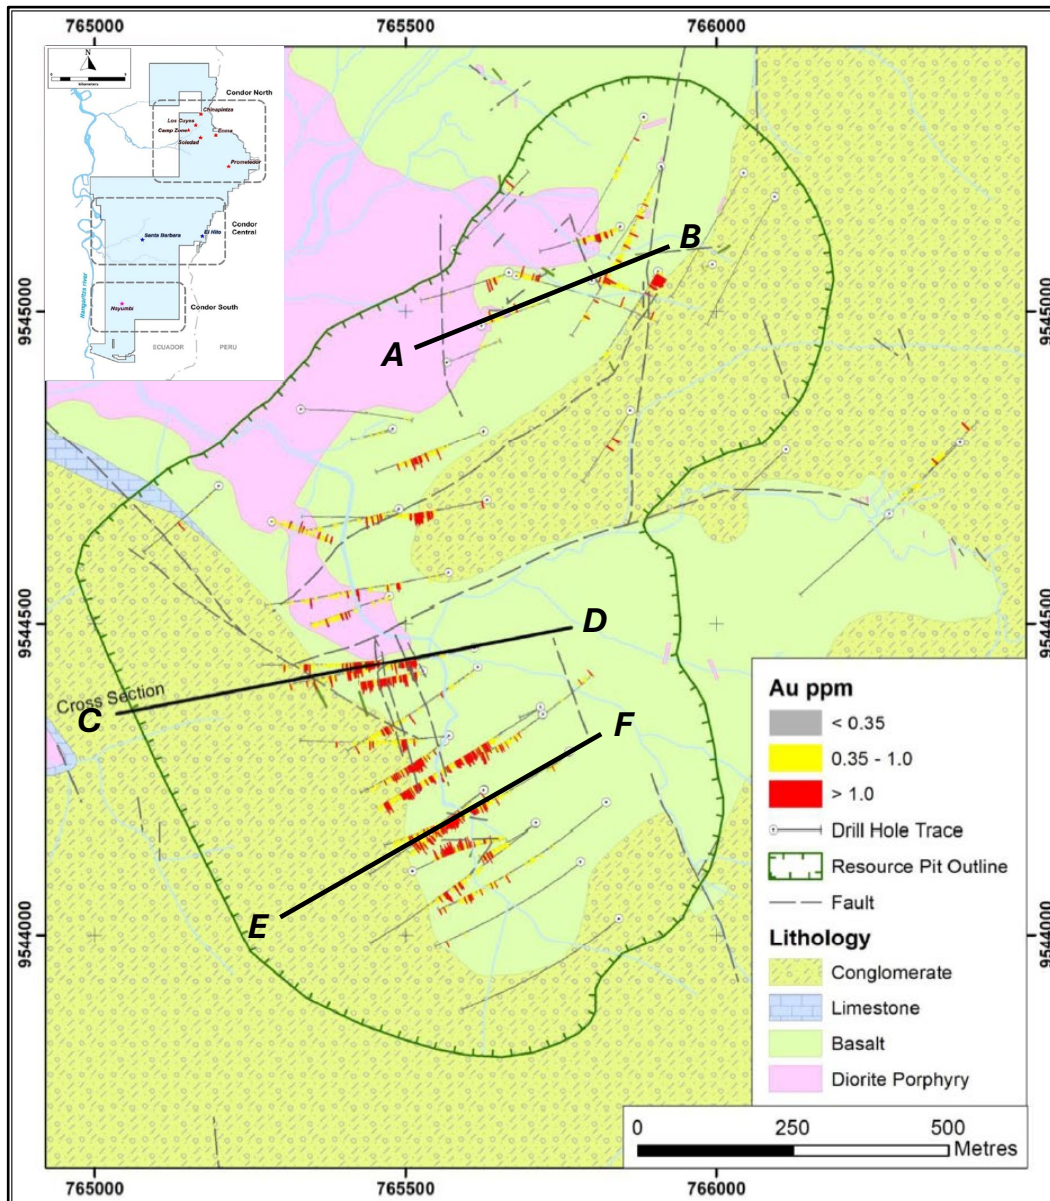 765000
765500
766000
N
Kilometers
Condor North
Chinapintza
Los Cuyes
Camp Zone
Enma
Soledad
Prometedor
Condor Central
Santa Barbara
El Hito
Condor South
Nayumbi
Nangaritza river
ECUADOR
PERU
9545000
9545000
9544500
9544500
9544000
9544000
A
B
Cross Section
C
D
E
F
Au ppm
< 0.35
0.35 - 1.0
> 1.0
Drill Hole Trace
Resource Pit Outline
Fault
Lithology
Conglomerate
Limestone
Basalt
Diorite Porphyry
0
250
500
Metres
765000
765500
766000